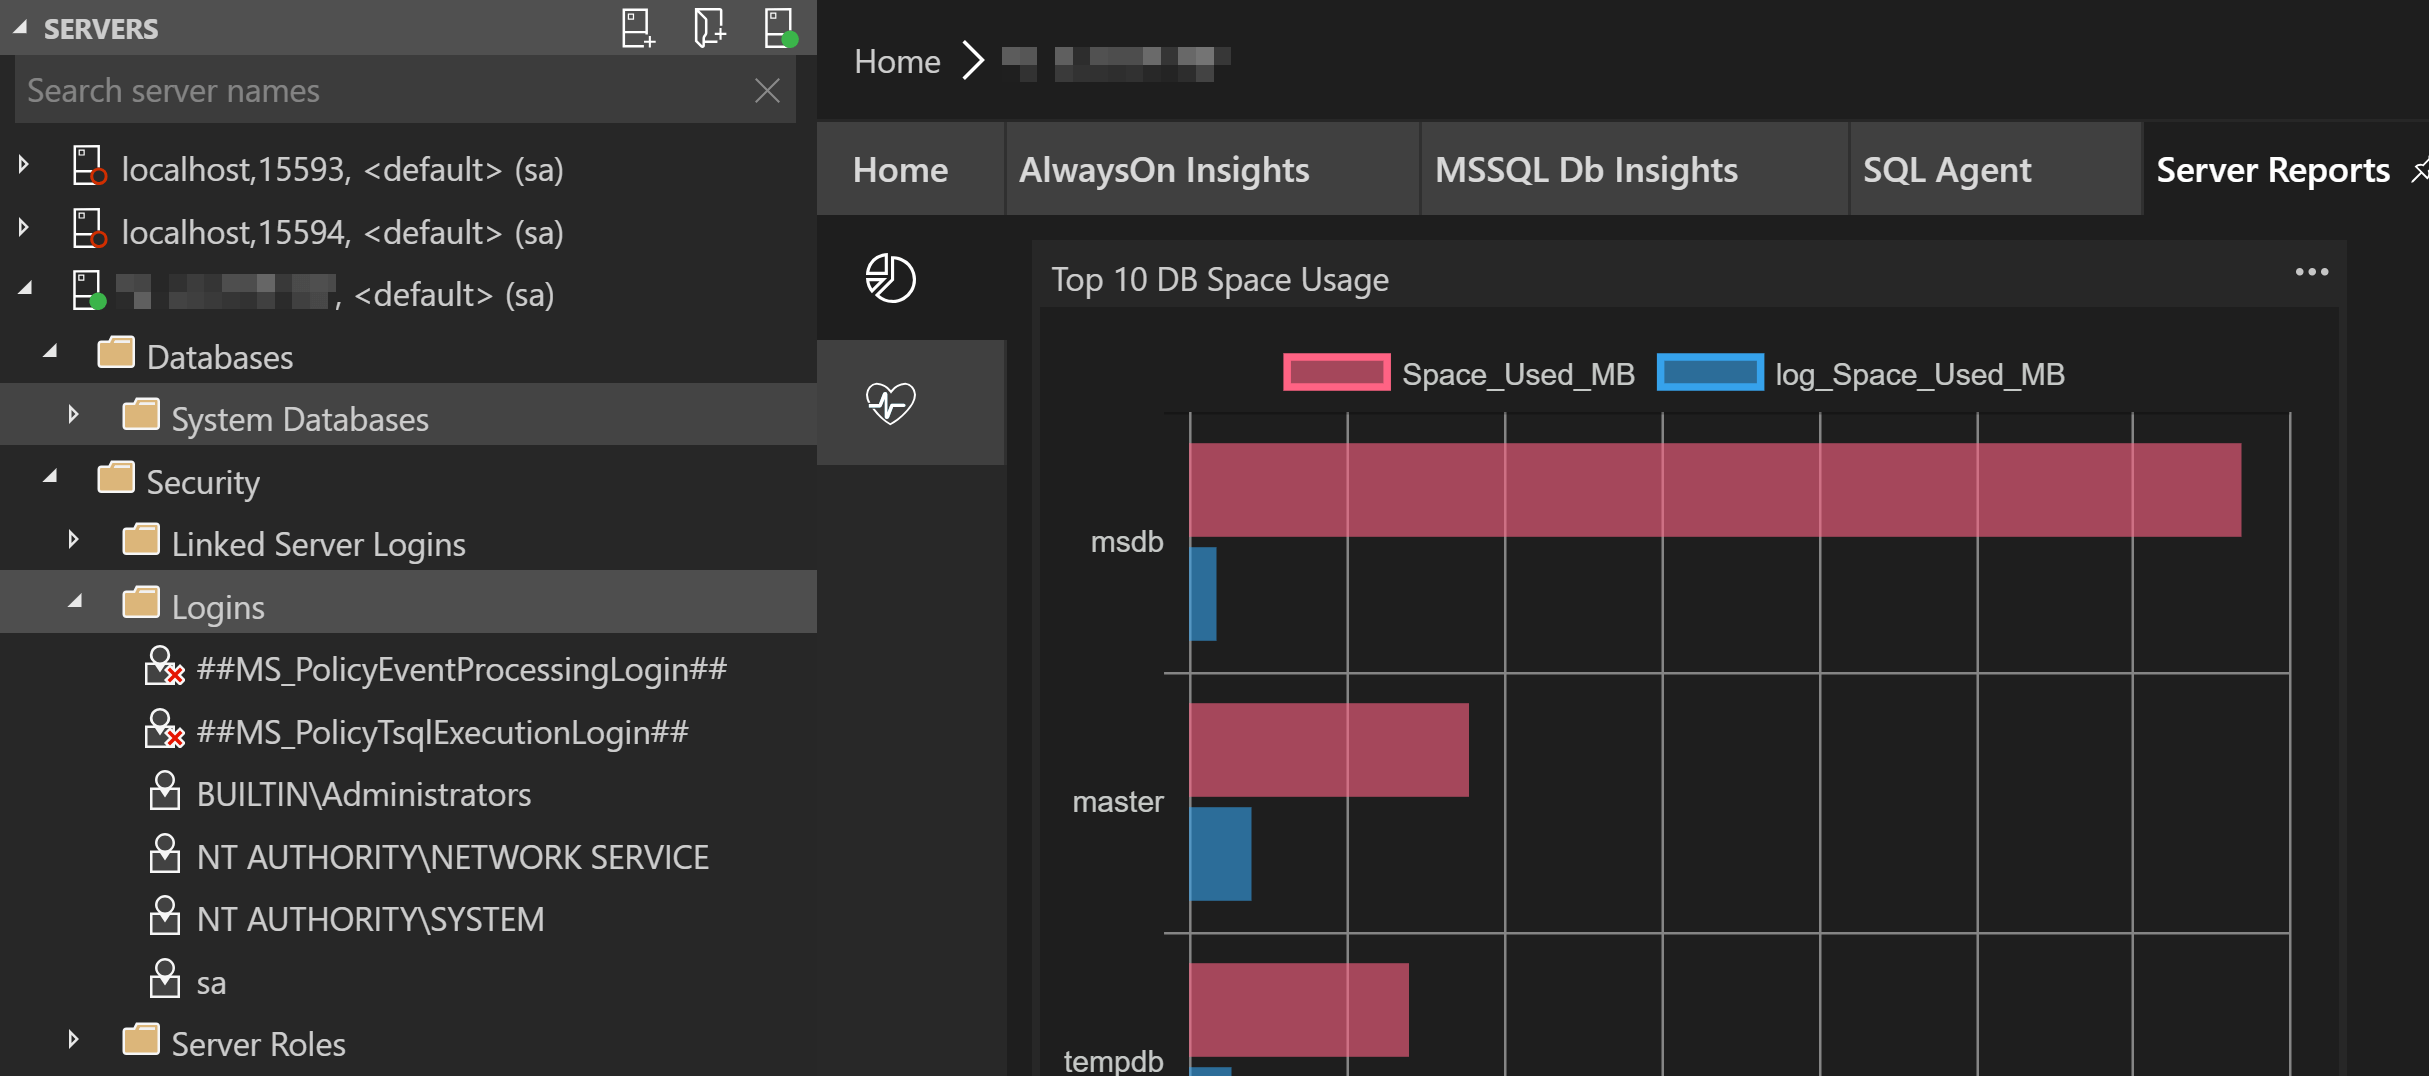 SERVERS
Search server names
localhost,15593, <default> (sa)
localhost,15594, <default> (sa)
, <default> (sa)
Databases
System Databases
Security
Linked Server Logins
Logins
##MS_PolicyEventProcessingLogin##
##MS_PolicyTsqlExecutionLogin##
BUILTIN\Administrators
NT AUTHORITY\NETWORK SERVICE
NT AUTHORITY\SYSTEM
sa
Server Roles
Home
Home AlwaysOn Insights MSSQL Db Insights SQL Agent Server Reports
Top 10 DB Space Usage
Space_Used_MB log_Space_Used_MB
msdb
master
tempdb